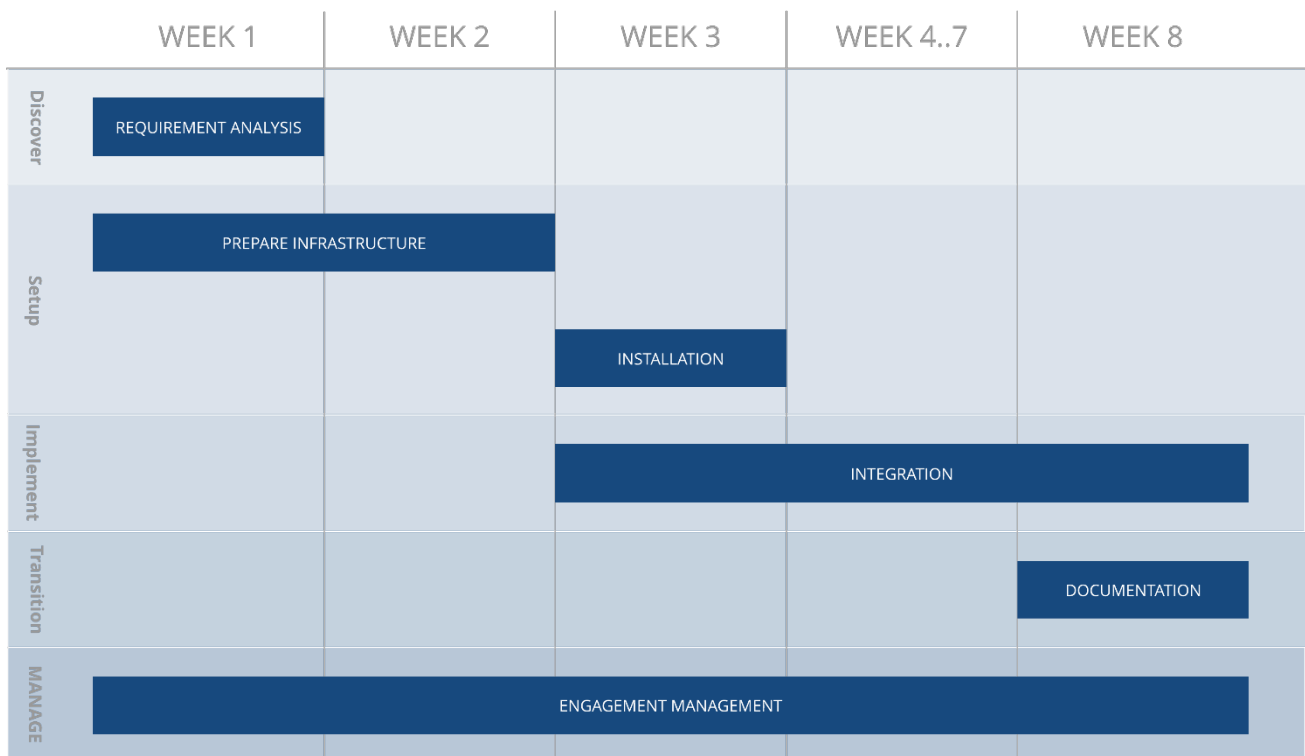 WEEK 1
WEEK 2
WEEK 3
WEEK 4..7
WEEK 8
Discover
REQUIREMENT ANALYSIS
Setup
PREPARE INFRASTRUCTURE
INSTALLATION
Implement
INTEGRATION
Transition
DOCUMENTATION
MANAGE
ENGAGEMENT MANAGEMENT